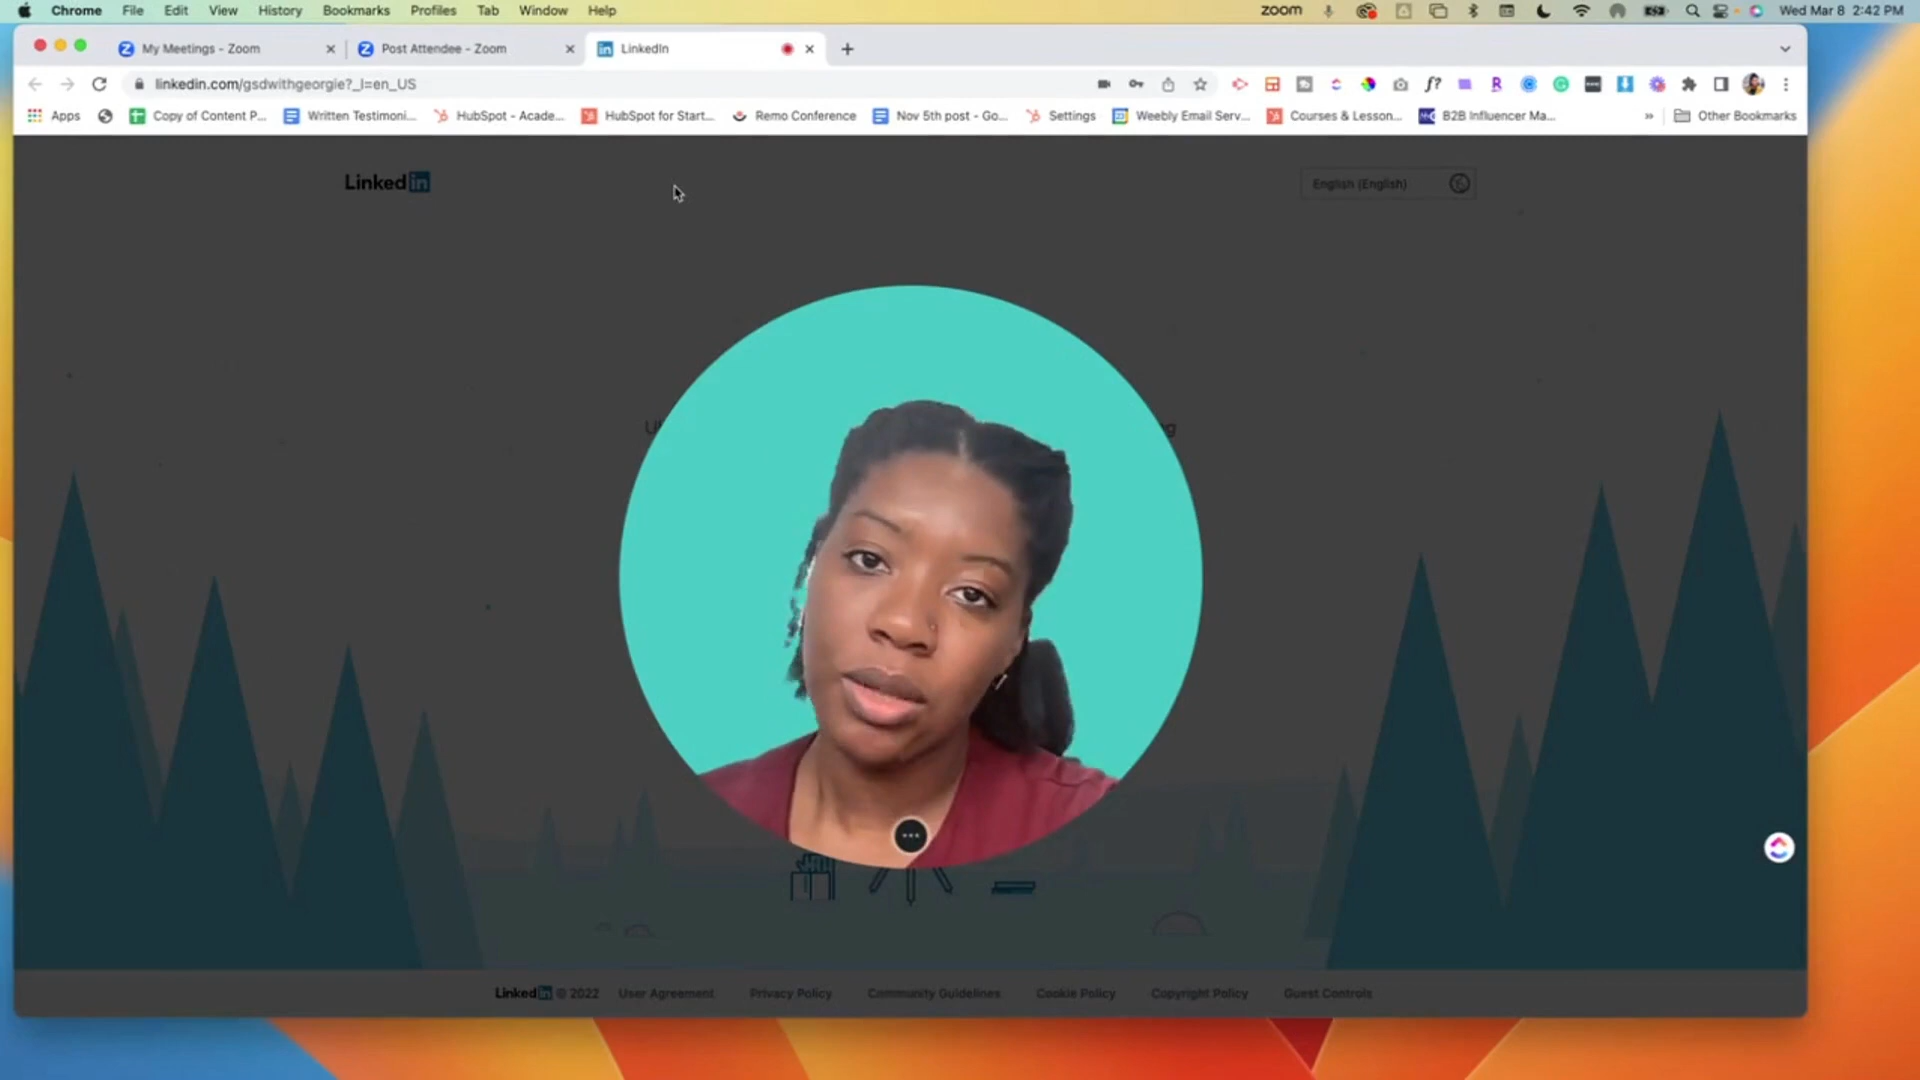 Chrome File Edit View History Bookmarks Profiles Tab Window Help zoom Wed Mar 8 2:42 PM
My Meetings - Zoom Post Attendee - Zoom LinkedIn
linkedin.com/gsdwithgeorgie?_l=en_US
Apps Copy of Content P... Written Testimoni... HubSpot - Acade... HubSpot for Start... Remo Conference Nov 5th post - Go... Settings Weebly Email Serv... Courses & Lesson... B2B Influencer Ma... » Other Bookmarks
Linked in English (English)
Linked in © 2022 User Agreement Privacy Policy Community Guidelines Cookie Policy Copyright Policy Guest Controls